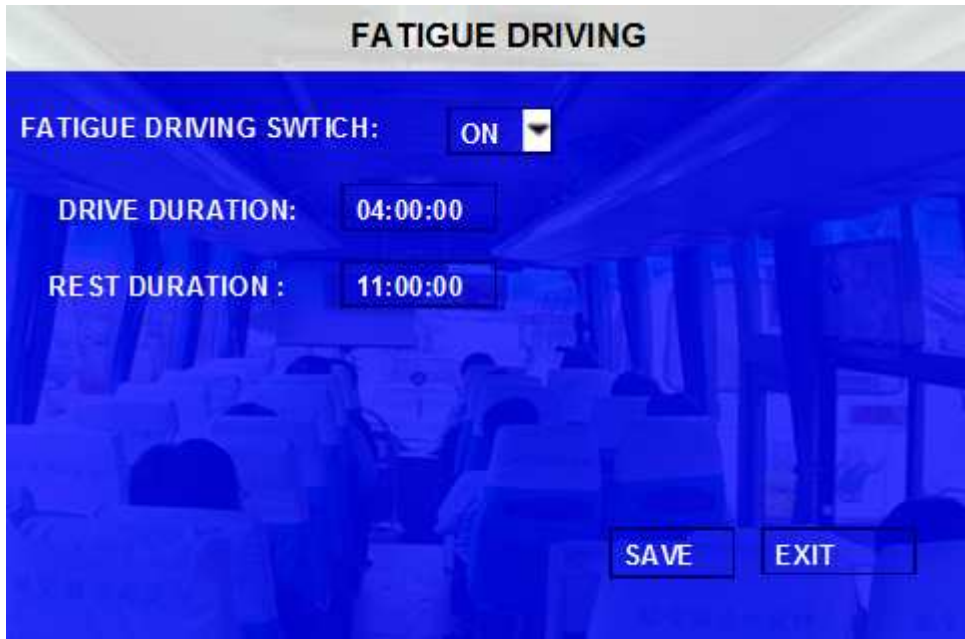 FATIGUE DRIVING
FATIGUE DRIVING SWTICH: ON
DRIVE DURATION: 04:00:00
REST DURATION : 11:00:00
SAVE EXIT